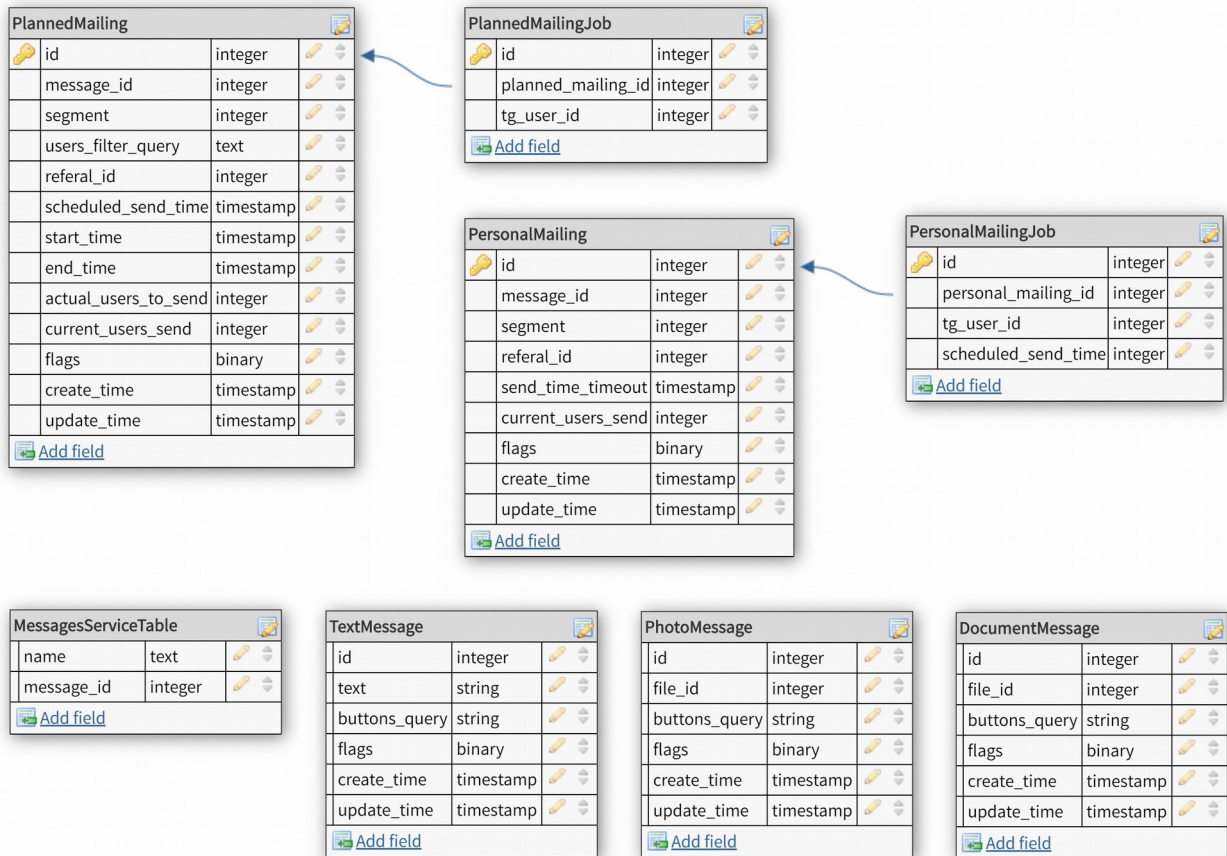 PlannedMailing
id integer
message_id integer
segment integer
users_filter_query text
referal_id integer
scheduled_send_time timestamp
start_time timestamp
end_time timestamp
actual_users_to_send integer
current_users_send integer
flags binary
create_time timestamp
update_time timestamp
Add field
PlannedMailingJob
id integer
planned_mailing_id integer
tg_user_id integer
Add field
PersonalMailing
id integer
message_id integer
segment integer
referal_id integer
send_time_timeout timestamp
current_users_send integer
flags binary
create_time timestamp
update_time timestamp
Add field
PersonalMailingJob
id integer
personal_mailing_id integer
tg_user_id integer
scheduled_send_time integer
Add field
MessagesServiceTable
name text
message_id integer
Add field
TextMessage
id integer
text string
buttons_query string
flags binary
create_time timestamp
update_time timestamp
Add field
PhotoMessage
id integer
file_id integer
buttons_query string
flags binary
create_time timestamp
update_time timestamp
Add field
DocumentMessage
id integer
file_id integer
buttons_query string
flags binary
create_time timestamp
update_time timestamp
Add field